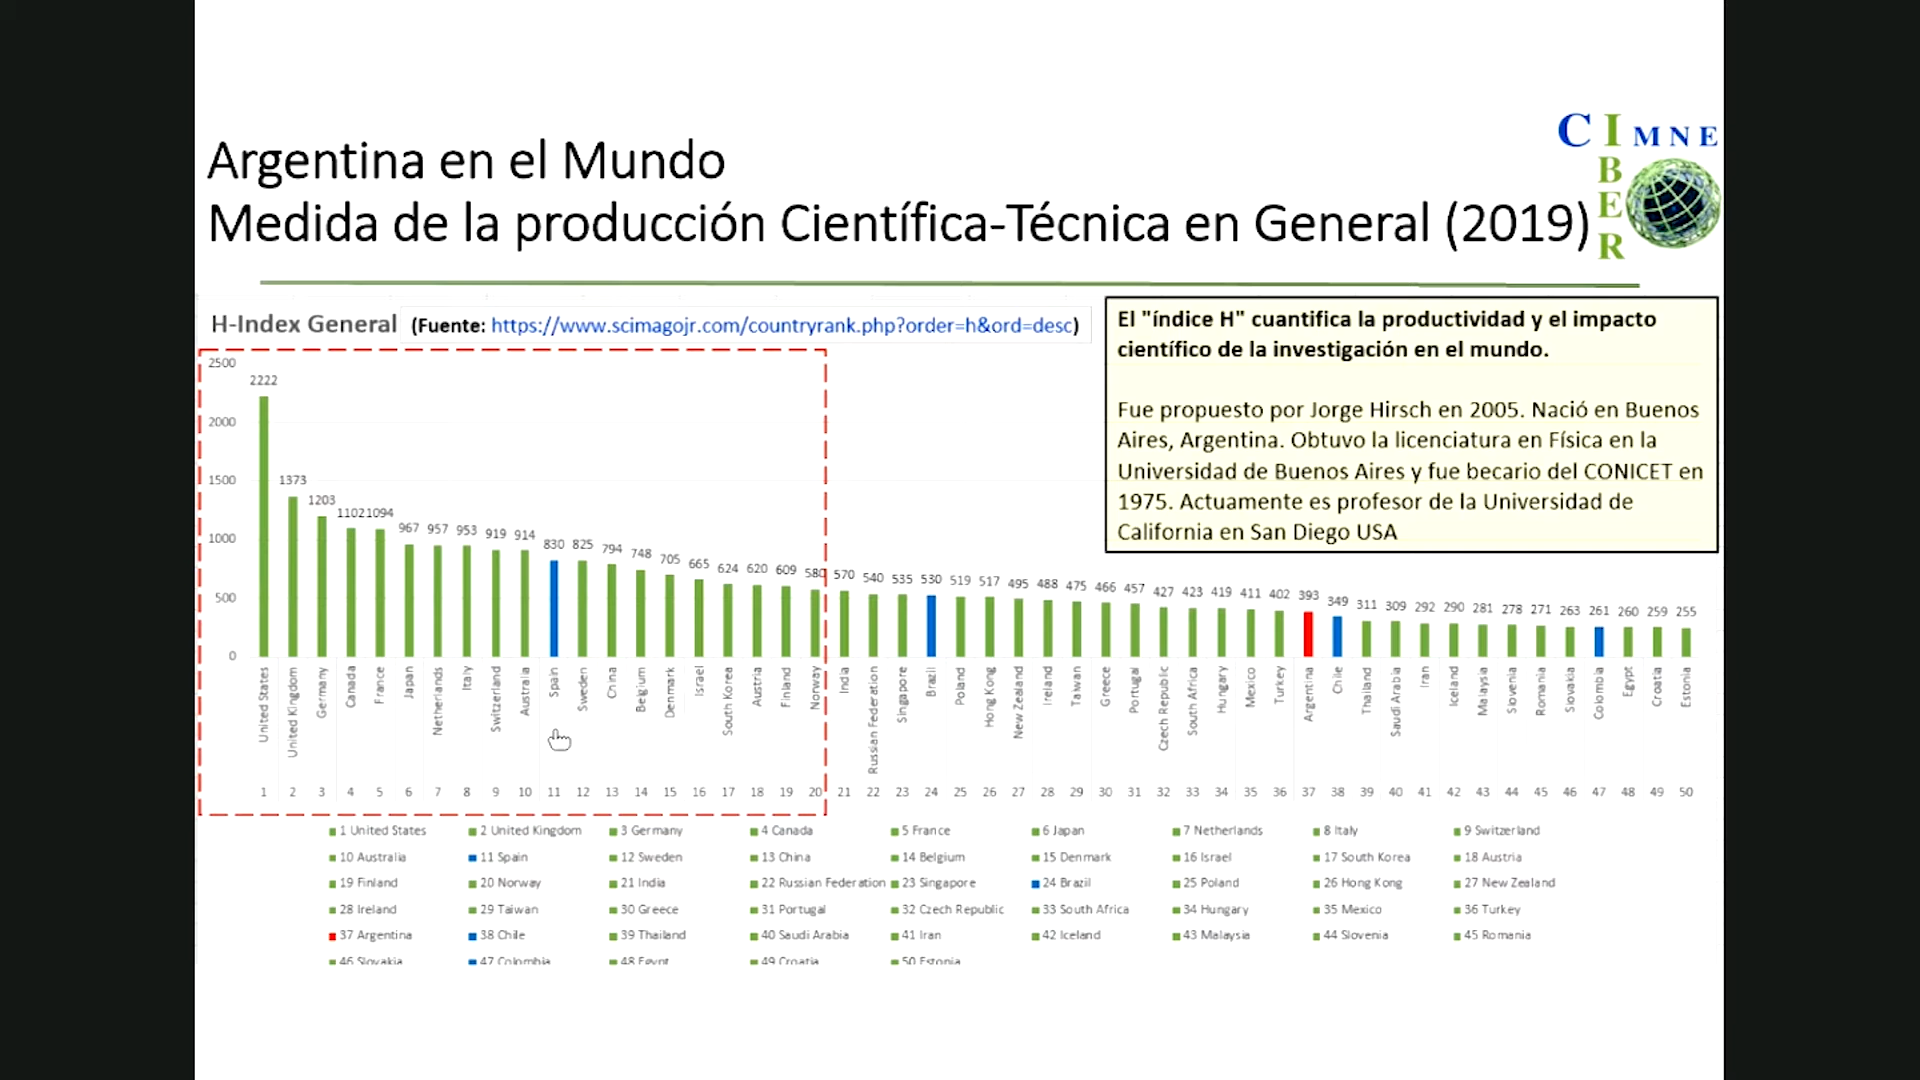 Argentina en el Mundo
Medida de la producción Científica-Técnica en General (2019)
C I M N E
B
E
R
H-Index General (Fuente: https://www.scimagojr.com/countryrank.php?order=h&ord=desc)
El "índice H" cuantifica la productividad y el impacto
científico de la investigación en el mundo.
Fue propuesto por Jorge Hirsch en 2005. Nació en Buenos
Aires, Argentina. Obtuvo la licenciatura en Física en la
Universidad de Buenos Aires y fue becario del CONICET en
1975. Actuamente es profesor de la Universidad de
California en San Diego USA
2500
2000
1500
1000
500
0
2222 1373 1203 1102 1094 967 957 953 919 914 830 825 794 748 705 665 624 620 609 580 570 540 535 530 519 517 495 488 475 466 457 427 423 419 411 402 393 349 311 309 292 290 281 278 271 263 261 260 259 255
United States United Kingdom Germany Canada France Japan Netherlands Italy Switzerland Australia Spain Sweden China Belgium Denmark Israel South Korea Austria Finland Norway India Russian Federation Singapore Brazil Poland Hong Kong New Zealand Ireland Taiwan Greece Portugal Czech Republic South Africa Hungary Mexico Turkey Argentina Chile Thailand Saudi Arabia Iran Iceland Malaysia Slovenia Romania Slovakia Colombia Egypt Croatia Estonia
1 2 3 4 5 6 7 8 9 10 11 12 13 14 15 16 17 18 19 20 21 22 23 24 25 26 27 28 29 30 31 32 33 34 35 36 37 38 39 40 41 42 43 44 45 46 47 48 49 50
1 United States 2 United Kingdom 3 Germany 4 Canada 5 France 6 Japan 7 Netherlands 8 Italy 9 Switzerland
10 Australia 11 Spain 12 Sweden 13 China 14 Belgium 15 Denmark 16 Israel 17 South Korea 18 Austria
19 Finland 20 Norway 21 India 22 Russian Federation 23 Singapore 24 Brazil 25 Poland 26 Hong Kong 27 New Zealand
28 Ireland 29 Taiwan 30 Greece 31 Portugal 32 Czech Republic 33 South Africa 34 Hungary 35 Mexico 36 Turkey
37 Argentina 38 Chile 39 Thailand 40 Saudi Arabia 41 Iran 42 Iceland 43 Malaysia 44 Slovenia 45 Romania
46 Slovakia 47 Colombia 48 Egypt 49 Croatia 50 Estonia